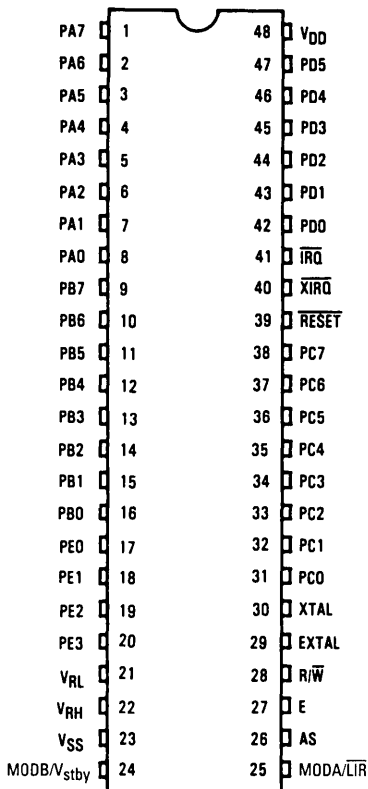 PA7 1 48 VDD
PA6 2 47 PD5
PA5 3 46 PD4
PA4 4 45 PD3
PA3 5 44 PD2
PA2 6 43 PD1
PA1 7 42 PD0
PA0 8 41 I̅R̅Q̅
PB7 9 40 X̅I̅R̅Q̅
PB6 10 39 R̅E̅S̅E̅T̅
PB5 11 38 PC7
PB4 12 37 PC6
PB3 13 36 PC5
PB2 14 35 PC4
PB1 15 34 PC3
PB0 16 33 PC2
PE0 17 32 PC1
PE1 18 31 PC0
PE2 19 30 XTAL
PE3 20 29 EXTAL
VRL 21 28 R/W̅
VRH 22 27 E
VSS 23 26 AS
MODB/Vstby 24 25 MODA/L̅I̅R̅